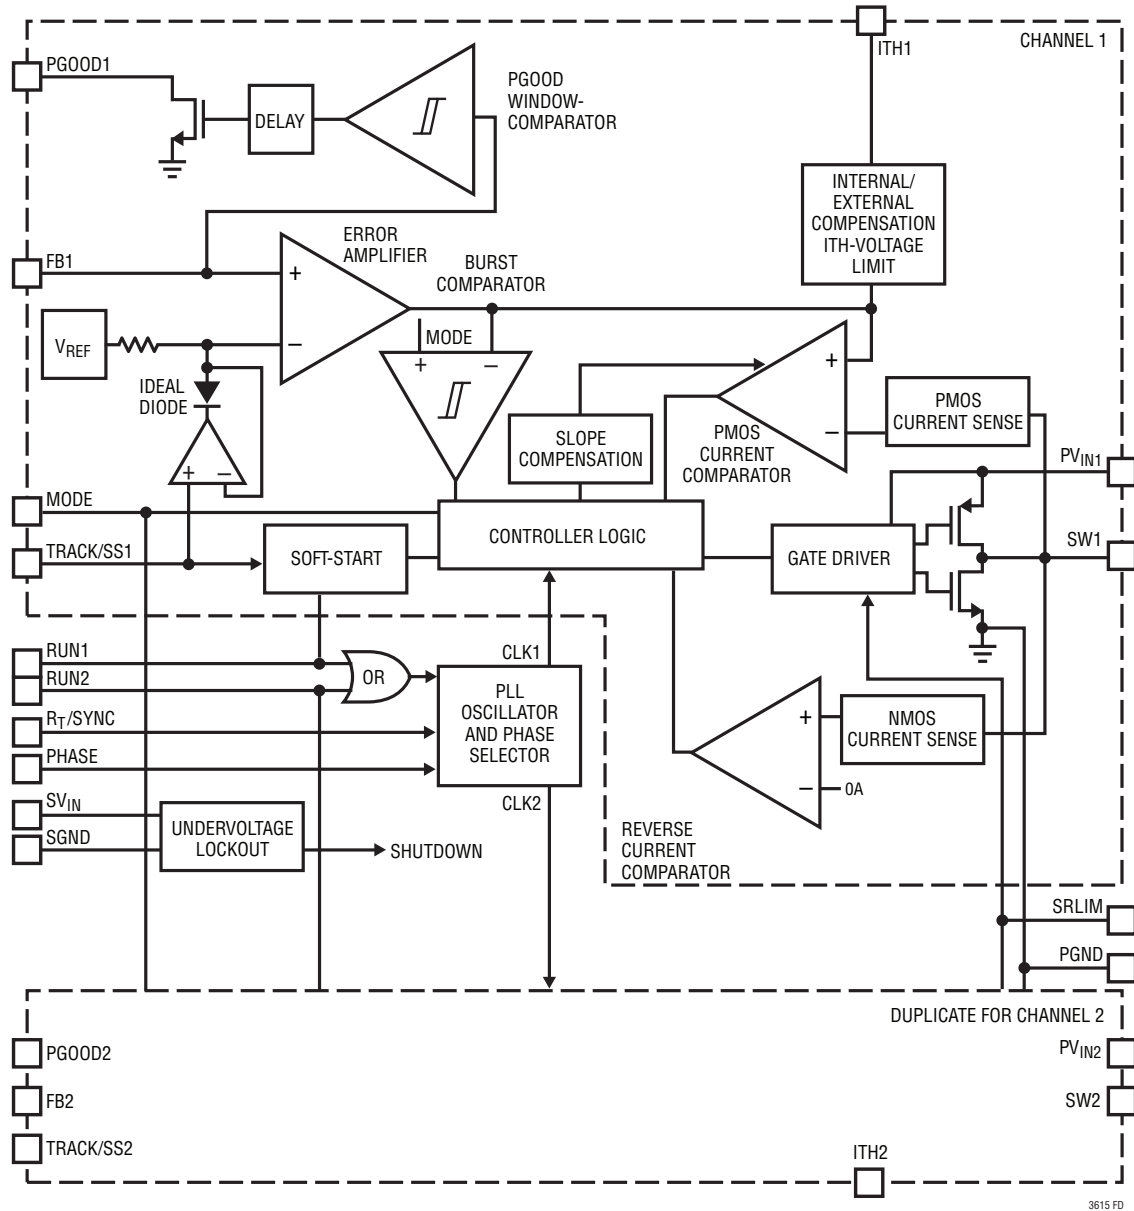 CHANNEL 1
ITH1
PGOOD1
DELAY
PGOOD
WINDOW-
COMPARATOR
INTERNAL/
EXTERNAL
COMPENSATION
ITH-VOLTAGE
LIMIT
FB1
ERROR
AMPLIFIER
+
−
BURST
COMPARATOR
MODE
+ −
VREF
IDEAL
DIODE
+ −
SLOPE
COMPENSATION
+
−
PMOS
CURRENT
COMPARATOR
PMOS
CURRENT SENSE
PVIN1
MODE
CONTROLLER LOGIC
TRACK/SS1
SOFT-START
GATE DRIVER
SW1
RUN1
RUN2
OR
CLK1
PLL
OSCILLATOR
AND PHASE
SELECTOR
CLK2
RT/SYNC
PHASE
+
−
0A
NMOS
CURRENT SENSE
SVIN
SGND
UNDERVOLTAGE
LOCKOUT
SHUTDOWN
REVERSE
CURRENT
COMPARATOR
SRLIM
PGND
DUPLICATE FOR CHANNEL 2
PGOOD2
PVIN2
FB2
SW2
TRACK/SS2
ITH2
3615 FD